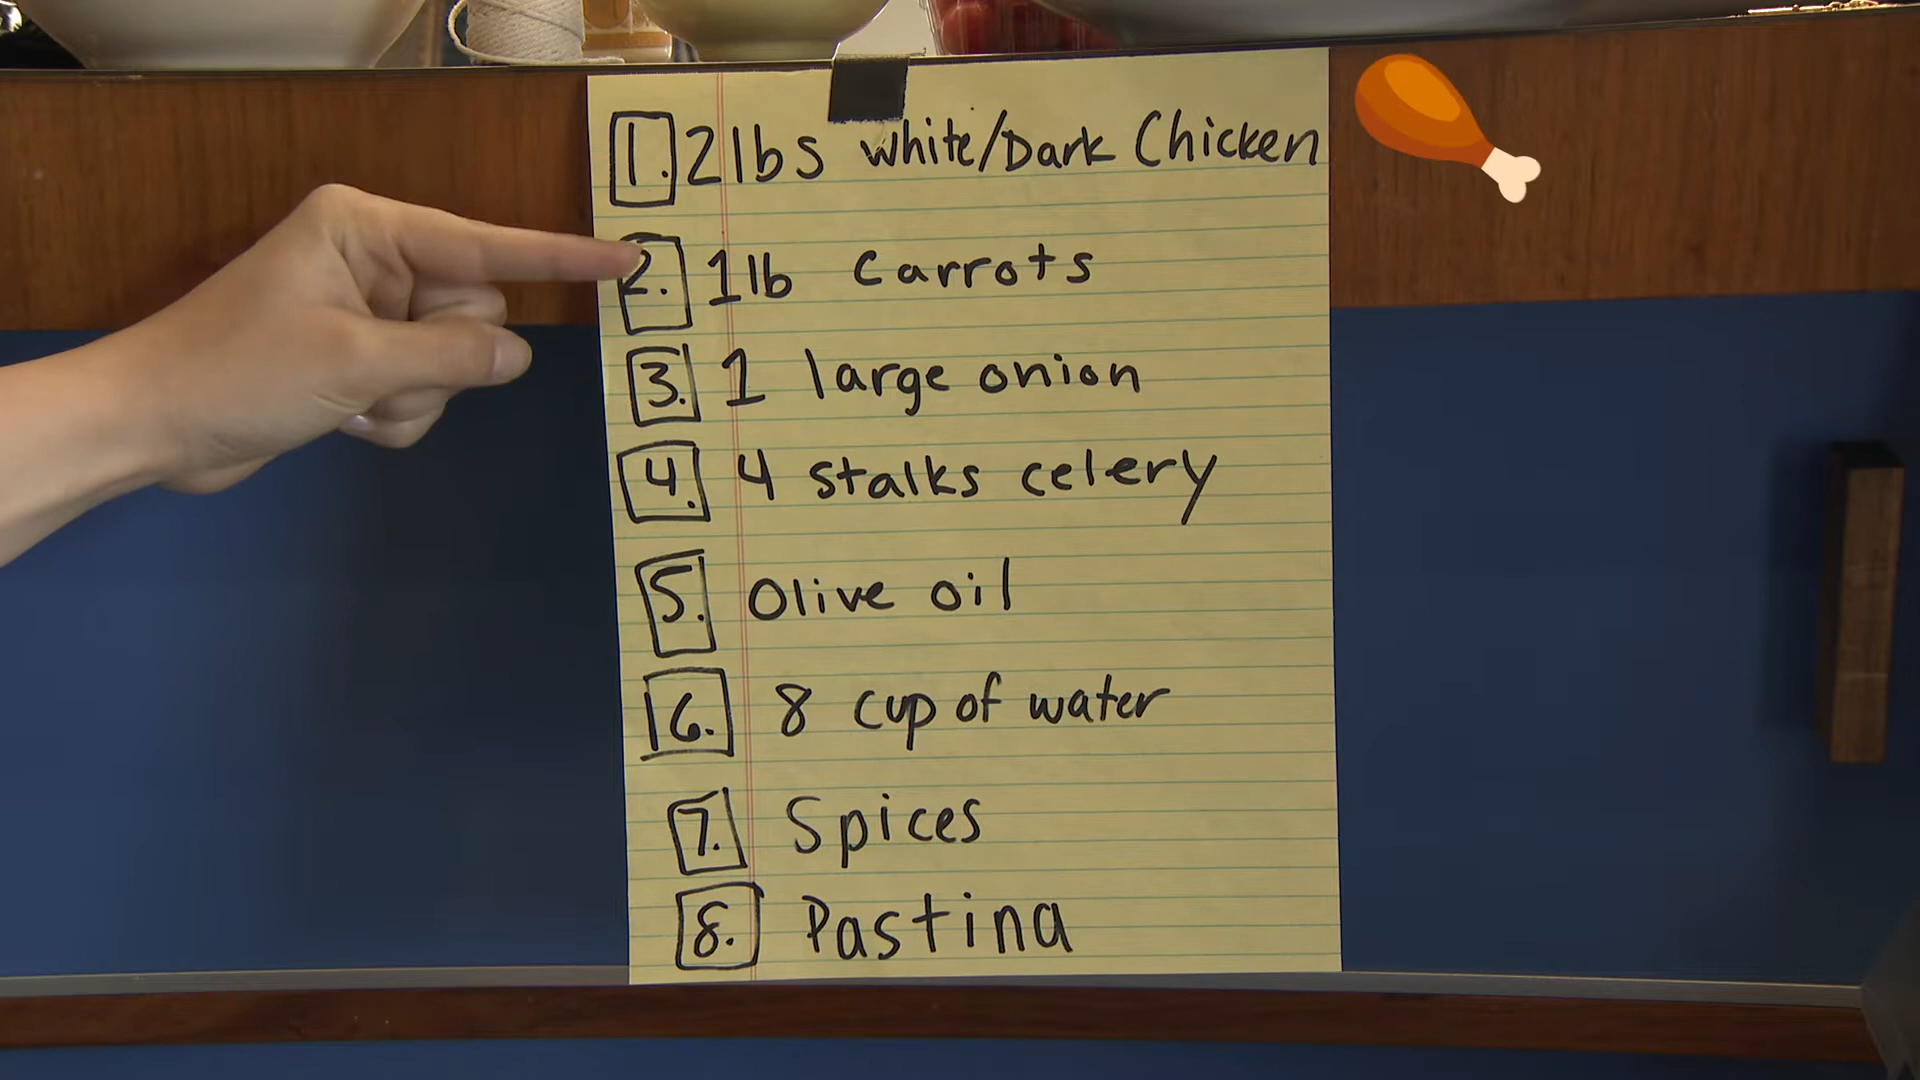 1. 2lbs white/Dark Chicken
2. 1lb Carrots
3. 1 large onion
4. 4 stalks celery
5. Olive oil
6. 8 cup of water
7. Spices
8. Pastina